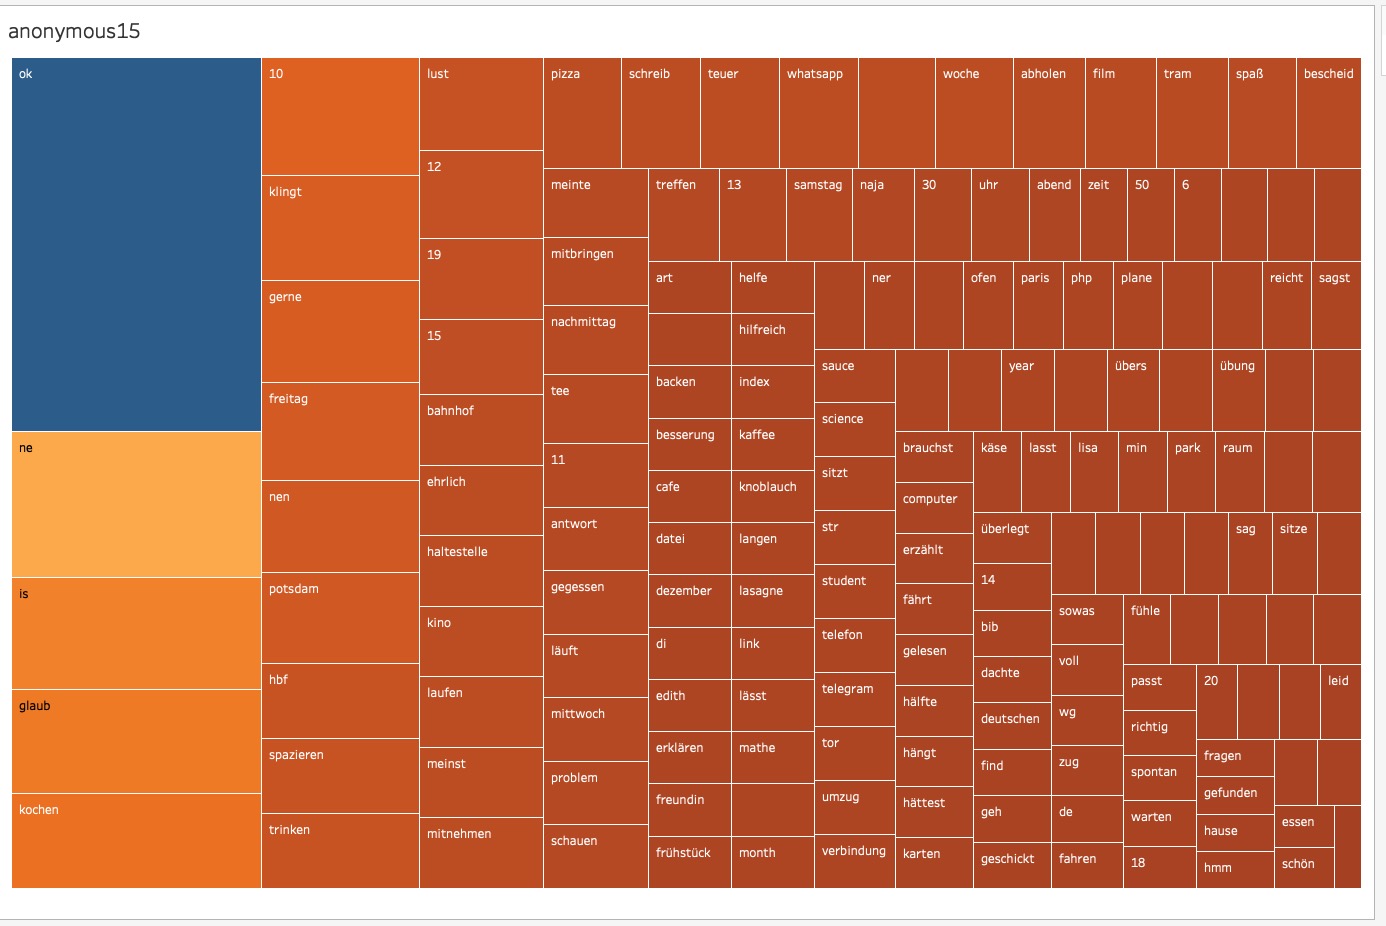 anonymous15
ok
ne
is
glaub
kochen
10
klingt
gerne
freitag
nen
potsdam
hbf
spazieren
trinken
lust
12
19
15
bahnhof
ehrlich
haltestelle
kino
laufen
meinst
mitnehmen
pizza
schreib
teuer
whatsapp
woche
abholen
film
tram
spaß
bescheid
meinte
mitbringen
nachmittag
tee
11
antwort
gegessen
läuft
mittwoch
problem
schauen
treffen
13
samstag
naja
30
uhr
abend
zeit
50
6
art
backen
besserung
cafe
datei
dezember
di
edith
erklären
freundin
frühstück
helfe
hilfreich
index
kaffee
knoblauch
langen
lasagne
link
lässt
mathe
month
ner
ofen
paris
php
plane
reicht
sagst
sauce
science
sitzt
str
student
telefon
telegram
tor
umzug
verbindung
year
übers
übung
brauchst
computer
erzählt
fährt
gelesen
hälfte
hängt
hättest
karten
käse
lasst
lisa
min
park
raum
überlegt
14
bib
dachte
deutschen
find
geh
geschickt
sag
sitze
sowas
voll
wg
zug
de
fahren
fühle
passt
richtig
spontan
warten
18
20
leid
fragen
gefunden
hause
hmm
essen
schön